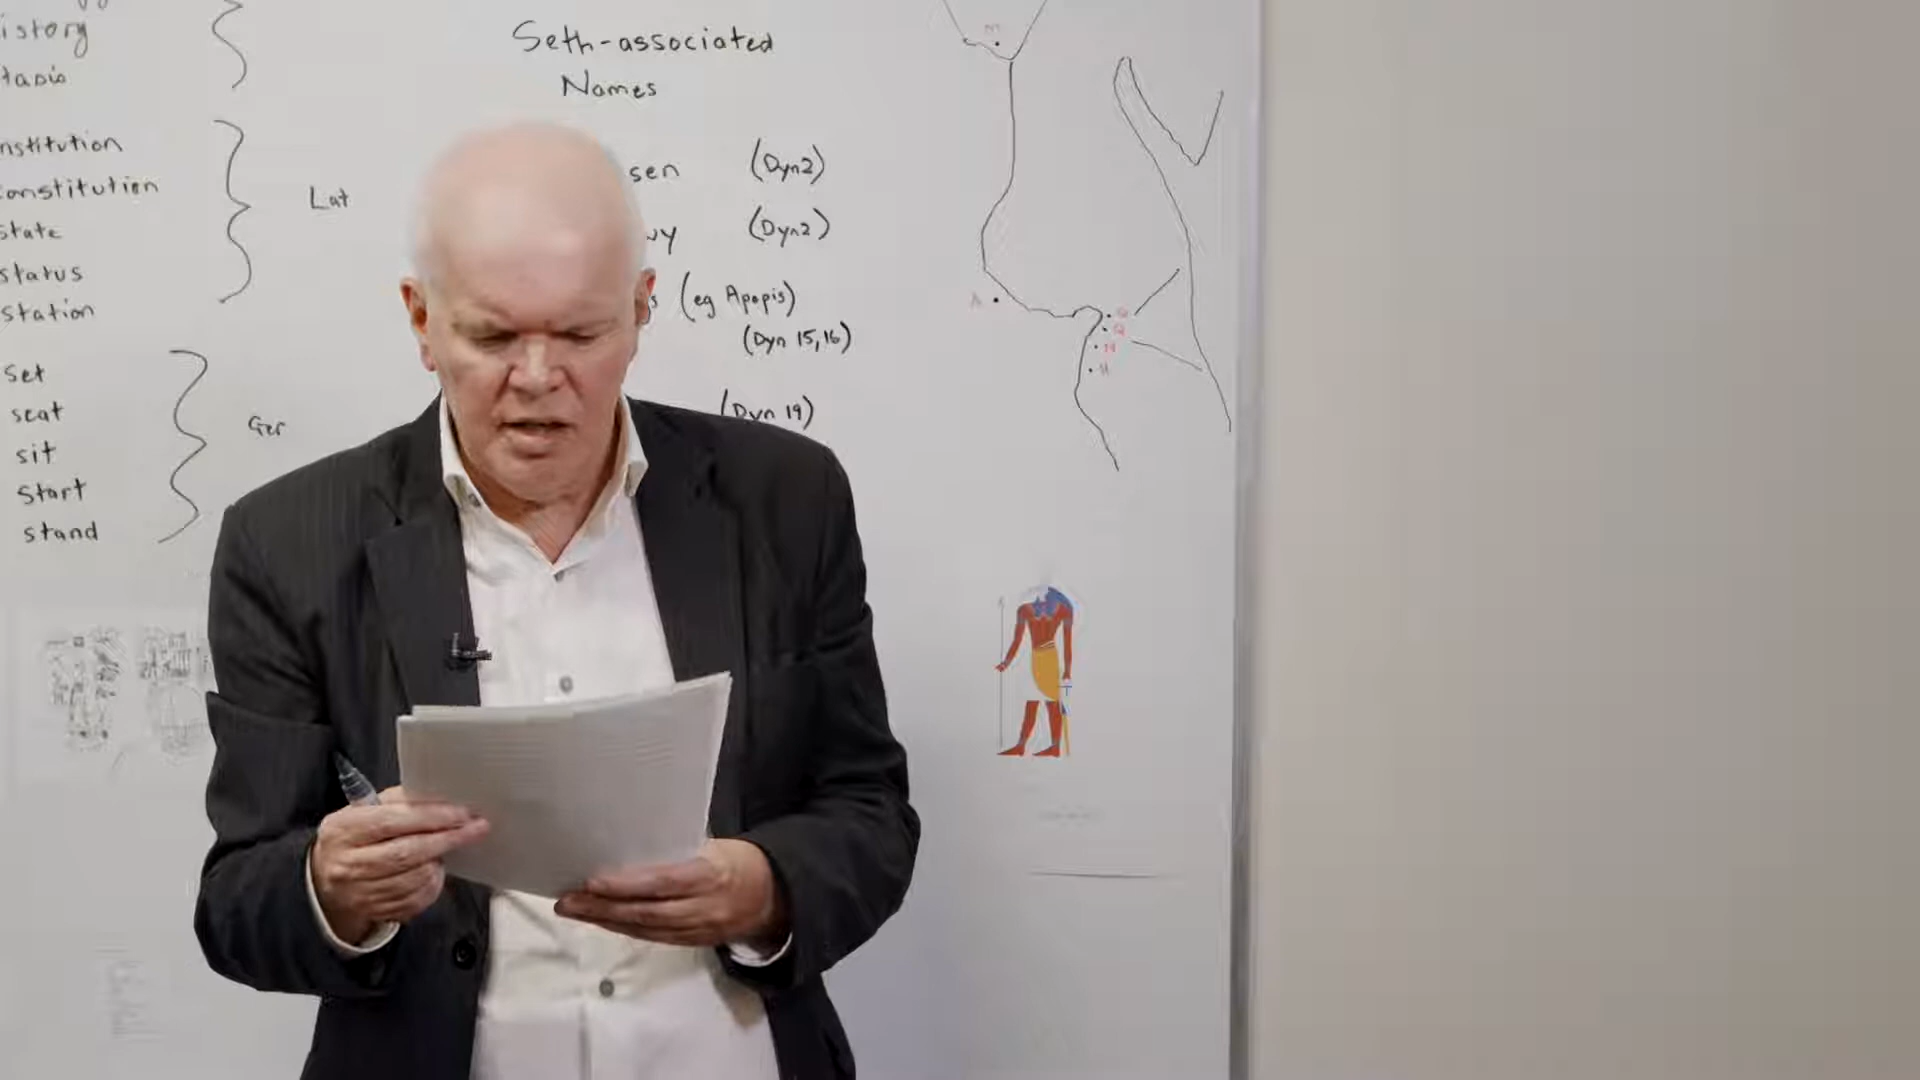 istory
tasis
nstitution
constitution
state
status
station
Lat
set
seat
sit
start
stand
Ger
Seth-associated
Names
sen (Dyn2)
wy (Dyn2)
s (eg Apopis)
(Dyn 15,16)
(Dyn 19)
m
A